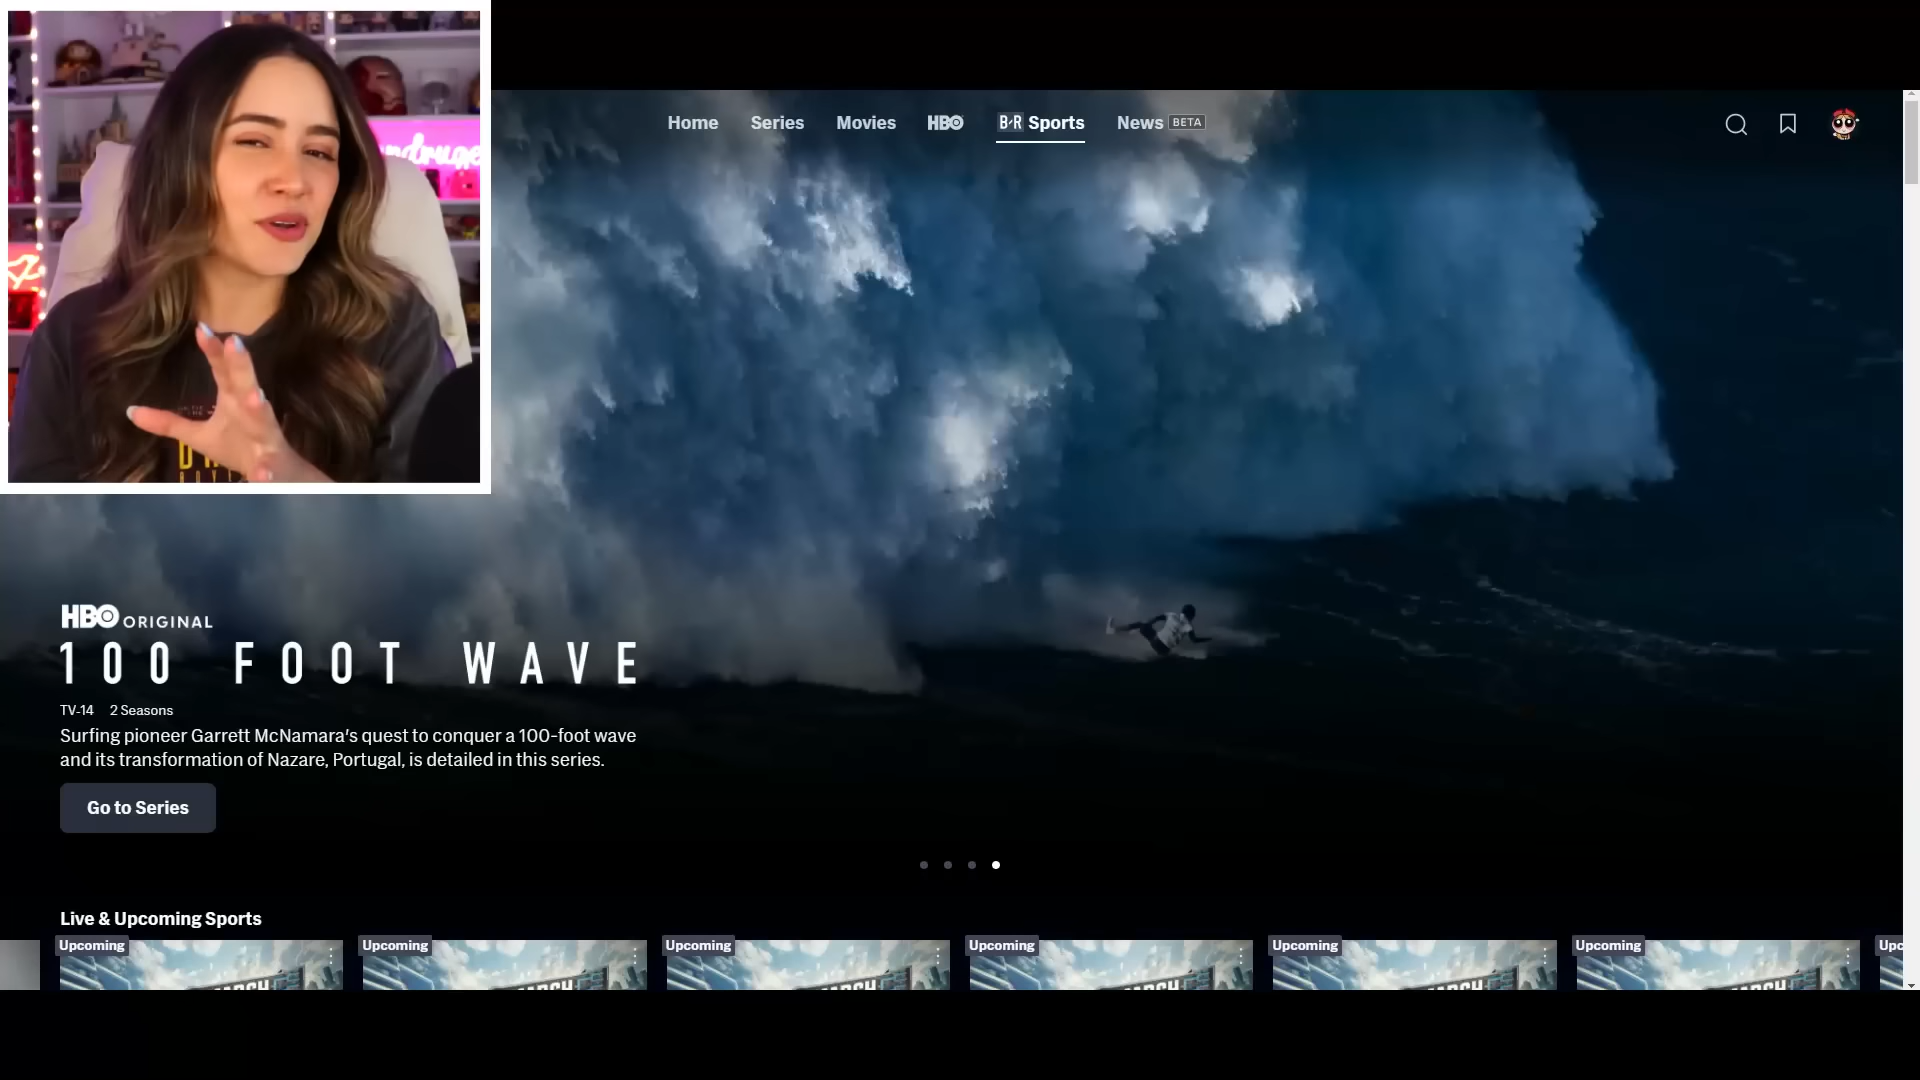 Home Series Movies HBO B/R Sports News BETA
HBO ORIGINAL
100 FOOT WAVE
TV-14 2 Seasons
Surfing pioneer Garrett McNamara's quest to conquer a 100-foot wave
and its transformation of Nazare, Portugal, is detailed in this series.
Go to Series
Live & Upcoming Sports
Upcoming Upcoming Upcoming Upcoming Upcoming Upcoming Upc